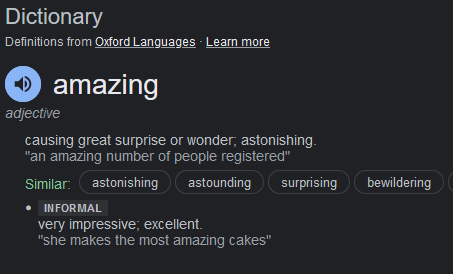 Dictionary
Definitions from Oxford Languages · Learn more
amazing
adjective
causing great surprise or wonder; astonishing.
"an amazing number of people registered"
Similar: astonishing astounding surprising bewildering
• INFORMAL
very impressive; excellent.
"she makes the most amazing cakes"